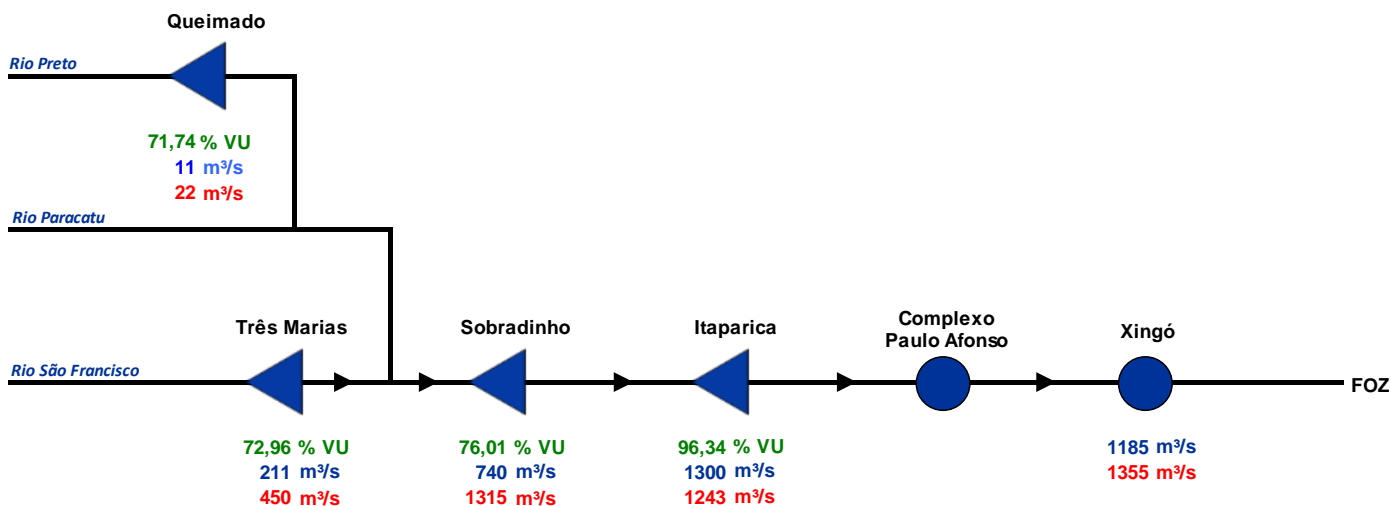 Queimado
Rio Preto
71,74 % VU
11 m³/s
22 m³/s
Rio Paracatu
Três Marias
Sobradinho
Itaparica
Complexo
Paulo Afonso
Xingó
Rio São Francisco
FOZ
72,96 % VU
211 m³/s
450 m³/s
76,01 % VU
740 m³/s
1315 m³/s
96,34 % VU
1300 m³/s
1243 m³/s
1185 m³/s
1355 m³/s